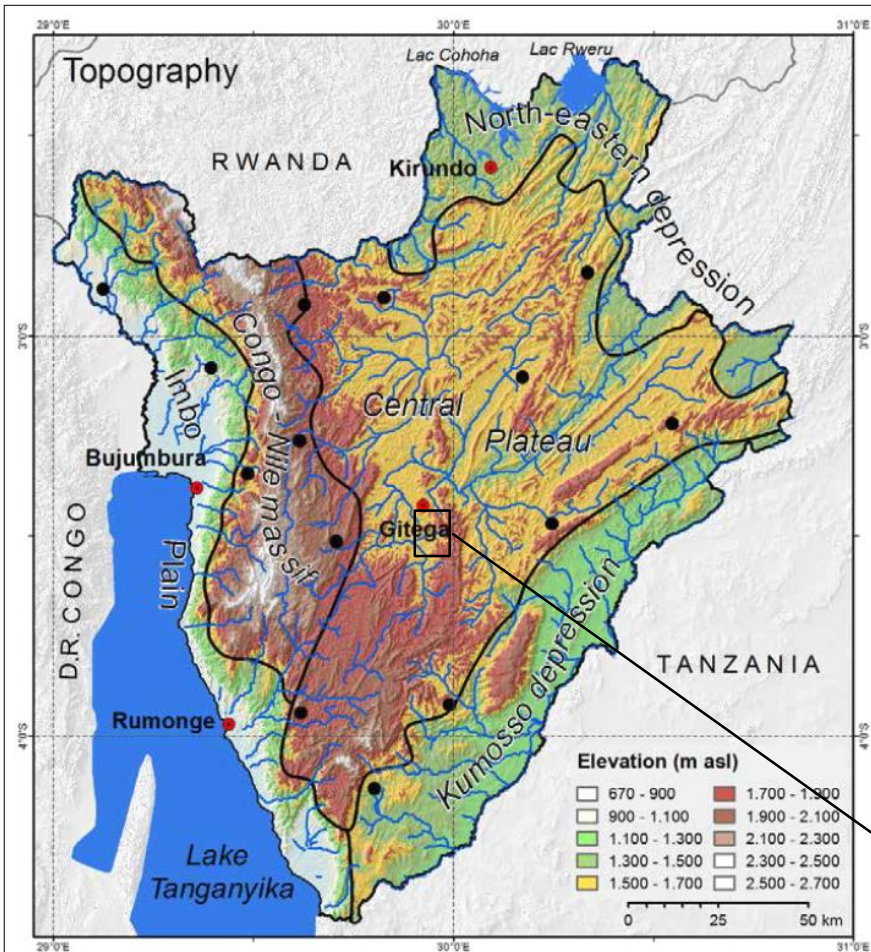 29°0'E
30°0'E
31°0'E
Topography
Lac Cohoha
Lac Rweru
North-eastern depression
RWANDA
Kirundo
3°0'S
3°0'S
Congo - Nile massif
Imbo
Plain
Central
Plateau
Bujumbura
Gitega
D.R. CONGO
Kumosso depression
TANZANIA
Rumonge
4°0'S
4°0'S
Lake
Tanganyika
Elevation (m asl)
670 - 900
900 - 1.100
1.100 - 1.300
1.300 - 1.500
1.500 - 1.700
1.700 - 1.900
1.900 - 2.100
2.100 - 2.300
2.300 - 2.500
2.500 - 2.700
0 25 50 km
29°0'E
30°0'E
31°0'E